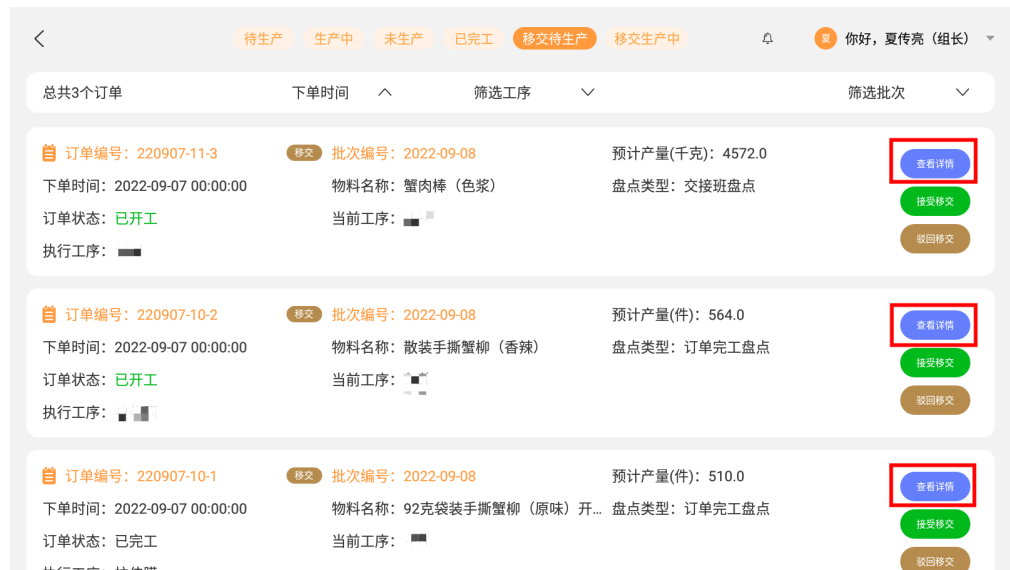 待生产 生产中 未生产 已完工 移交待生产 移交生产中 夏 你好，夏传亮（组长）
总共3个订单 下单时间 筛选工序 筛选批次
订单编号：220907-11-3 移交 批次编号：2022-09-08 预计产量(千克)：4572.0 查看详情
下单时间：2022-09-07 00:00:00 物料名称：蟹肉棒（色浆） 盘点类型：交接班盘点 接受移交
订单状态：已开工 当前工序： 驳回移交
执行工序：
订单编号：220907-10-2 移交 批次编号：2022-09-08 预计产量(件)：564.0 查看详情
下单时间：2022-09-07 00:00:00 物料名称：散装手撕蟹柳（香辣） 盘点类型：订单完工盘点 接受移交
订单状态：已开工 当前工序： 驳回移交
执行工序：
订单编号：220907-10-1 移交 批次编号：2022-09-08 预计产量(件)：510.0 查看详情
下单时间：2022-09-07 00:00:00 物料名称：92克袋装手撕蟹柳（原味）开... 盘点类型：订单完工盘点 接受移交
订单状态：已完工 当前工序： 驳回移交